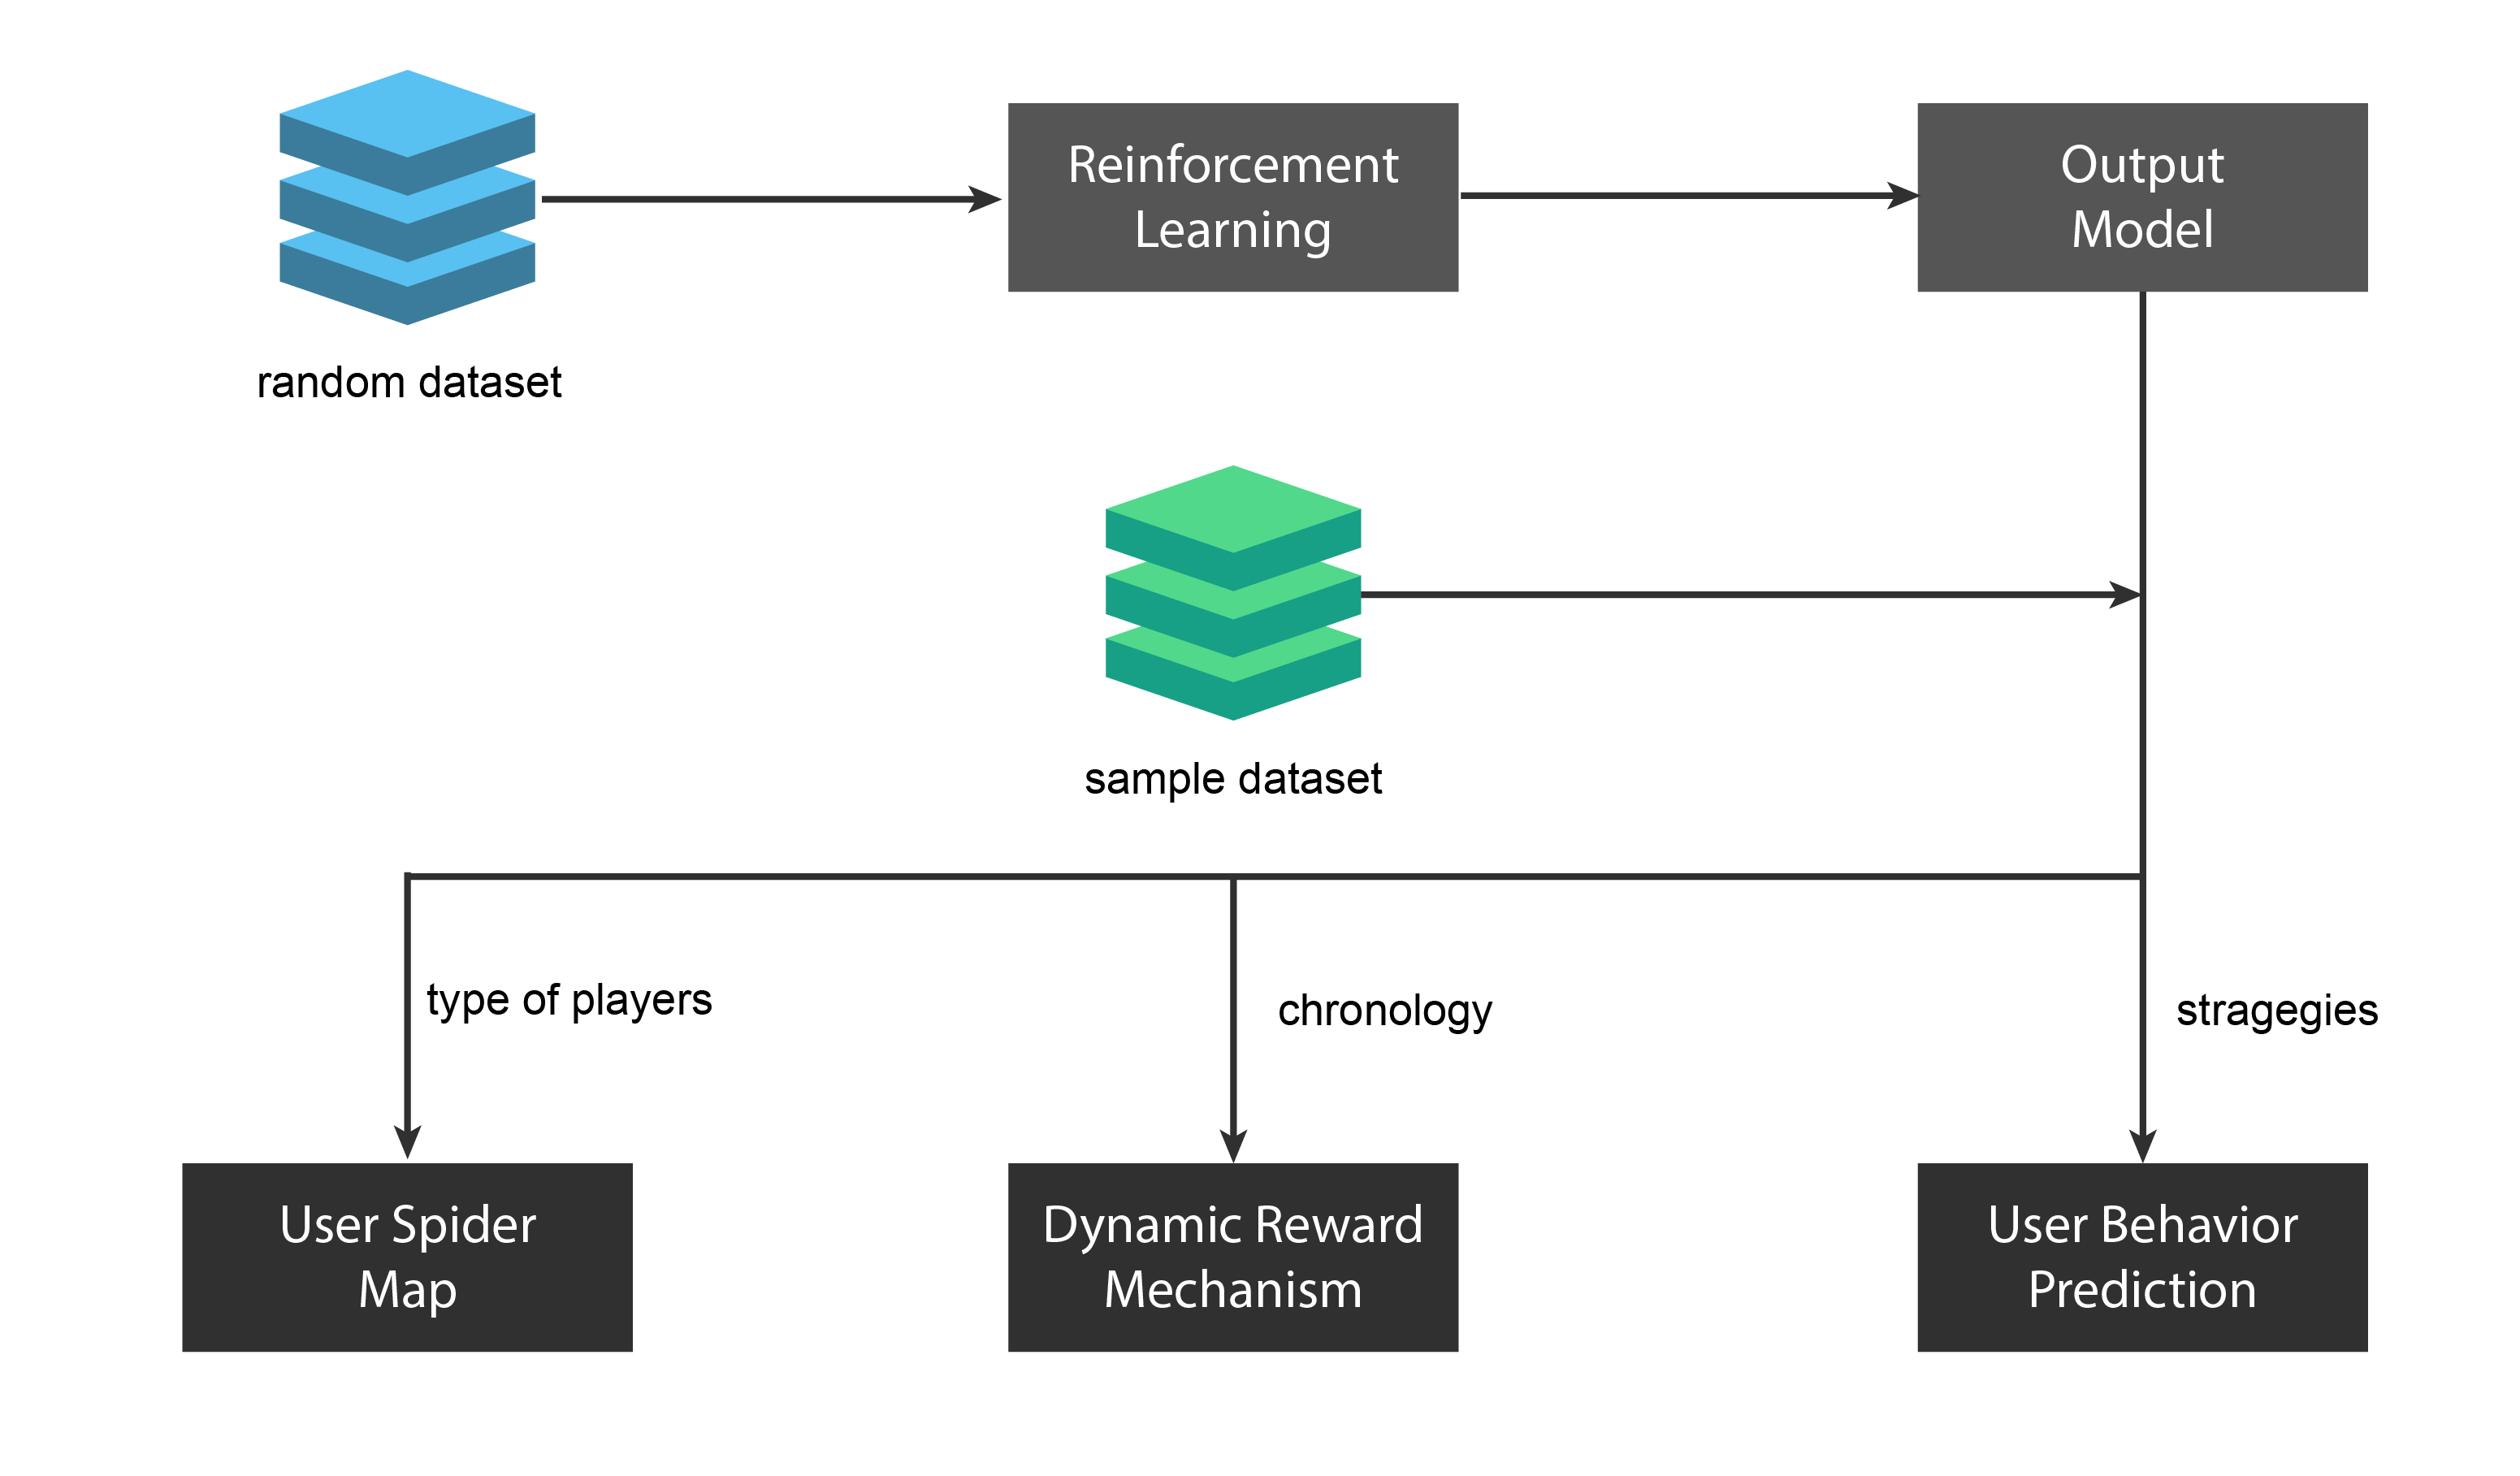 Reinforcement
Learning
Output
Model
random dataset
sample dataset
type of players
chronology
stragegies
User Spider
Map
Dynamic Reward
Mechanism
User Behavior
Prediction